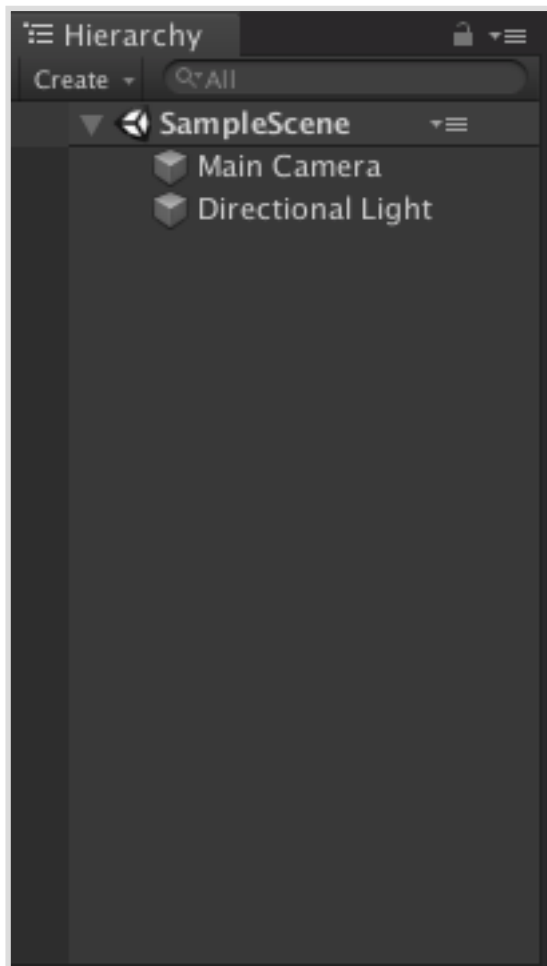 Hierarchy
Create All
SampleScene
Main Camera
Directional Light